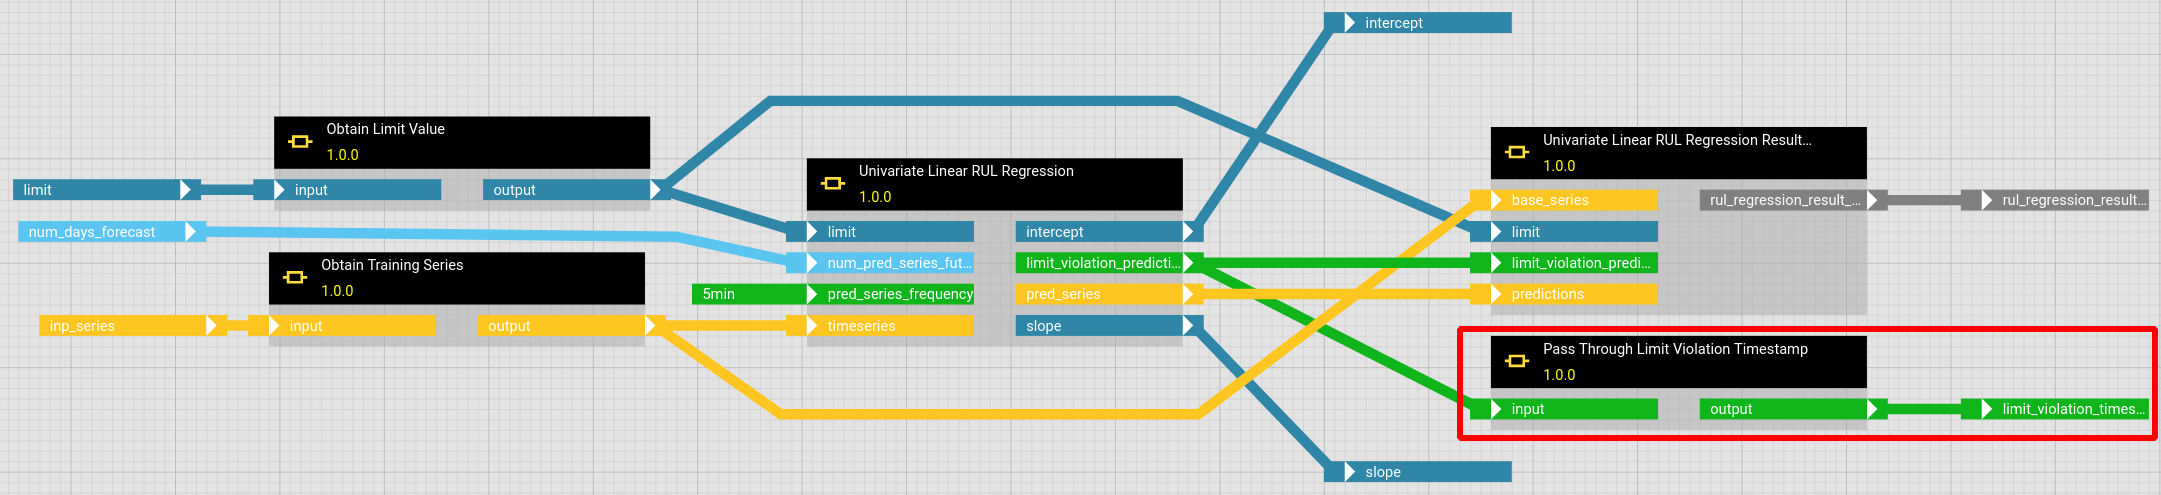 intercept
Obtain Limit Value
1.0.0
limit
input
output
num_days_forecast
Obtain Training Series
1.0.0
inp_series
input
output
Univariate Linear RUL Regression
1.0.0
limit
intercept
num_pred_series_fut...
limit_violation_predicti...
5min
pred_series_frequency
pred_series
timeseries
slope
Univariate Linear RUL Regression Result...
1.0.0
base_series
rul_regression_result_...
rul_regression_result...
limit
limit_violation_predi...
predictions
Pass Through Limit Violation Timestamp
1.0.0
input
output
limit_violation_times...
slope